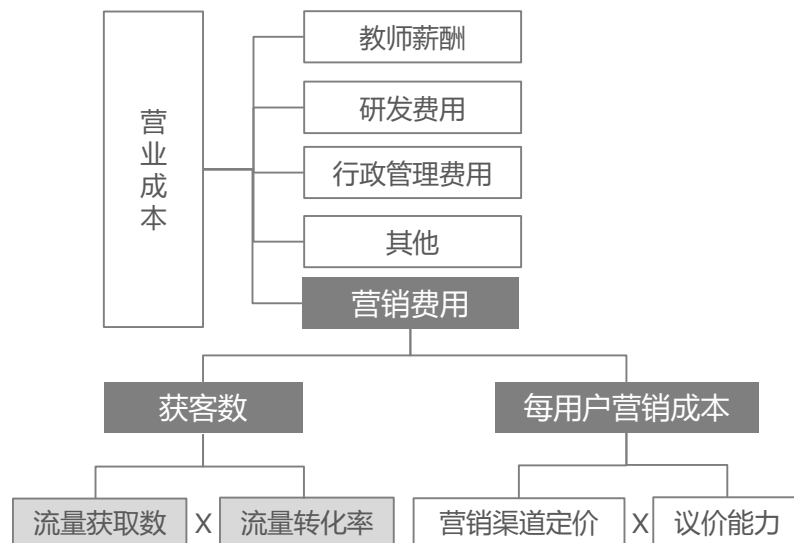 教师薪酬
研发费用
营业成本
行政管理费用
其他
营销费用
获客数
每用户营销成本
流量获取数 X 流量转化率
营销渠道定价 X 议价能力